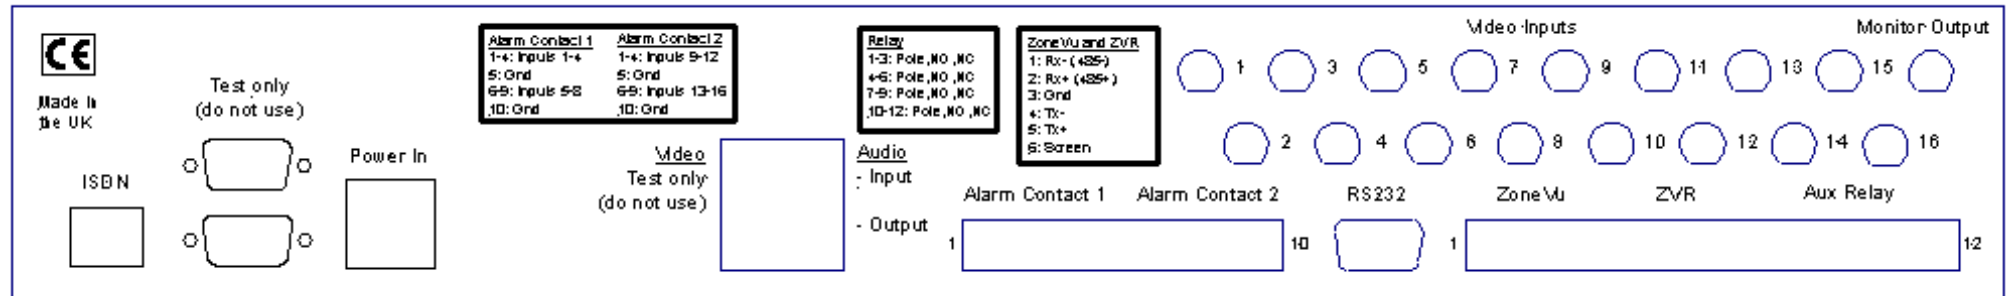 CE
Made in
the UK
ISDN
Test only
(do not use)
Power In
Alarm Contact 1
1-4: Inputs 1-4
5: Gnd
6-9: Inputs 5-8
10: Gnd
Alarm Contact 2
1-4: Inputs 9-12
5: Gnd
6-9: Inputs 13-16
10: Gnd
Video
Test only
(do not use)
Audio
- Input
- Output
Relay
1-3: Pole,NO,NC
4-6: Pole,NO,NC
7-9: Pole,NO,NC
10-12: Pole,NO,NC
ZoneVu and ZVR
1: Rx- (485-)
2: Rx+ (485+)
3: Gnd
4: Tx-
5: Tx+
6: Screen
Video Inputs
Monitor Output
1 3 5 7 9 11 13 15
2 4 6 8 10 12 14 16
Alarm Contact 1 Alarm Contact 2 RS232 ZoneVu ZVR Aux Relay
1 10 1 12